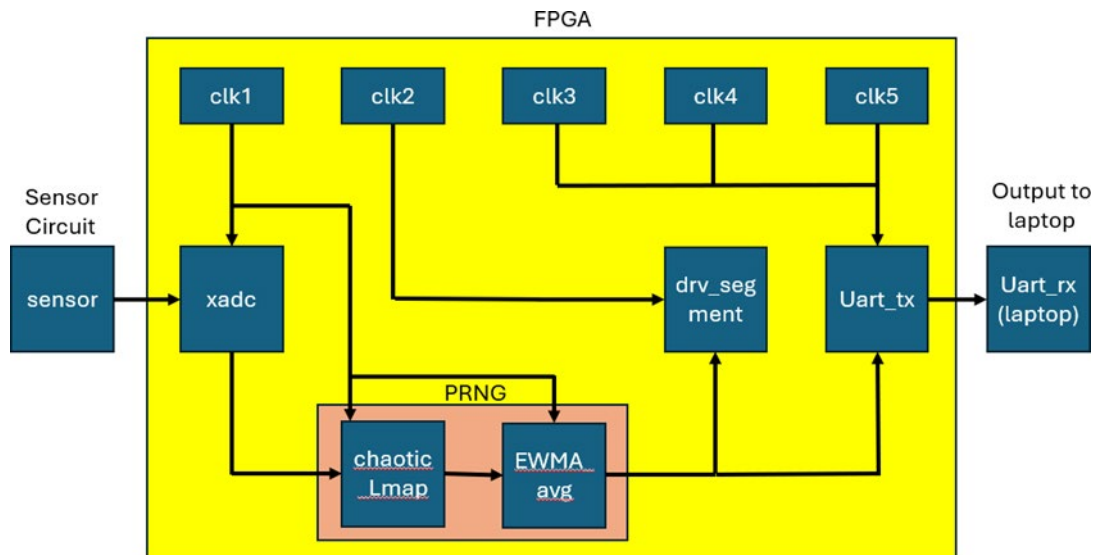 FPGA
clk1
clk2
clk3
clk4
clk5
Sensor
Circuit
sensor
xadc
drv_seg
ment
Uart_tx
Output to
laptop
Uart_rx
(laptop)
PRNG
chaotic
_Lmap
EWMA_
avg